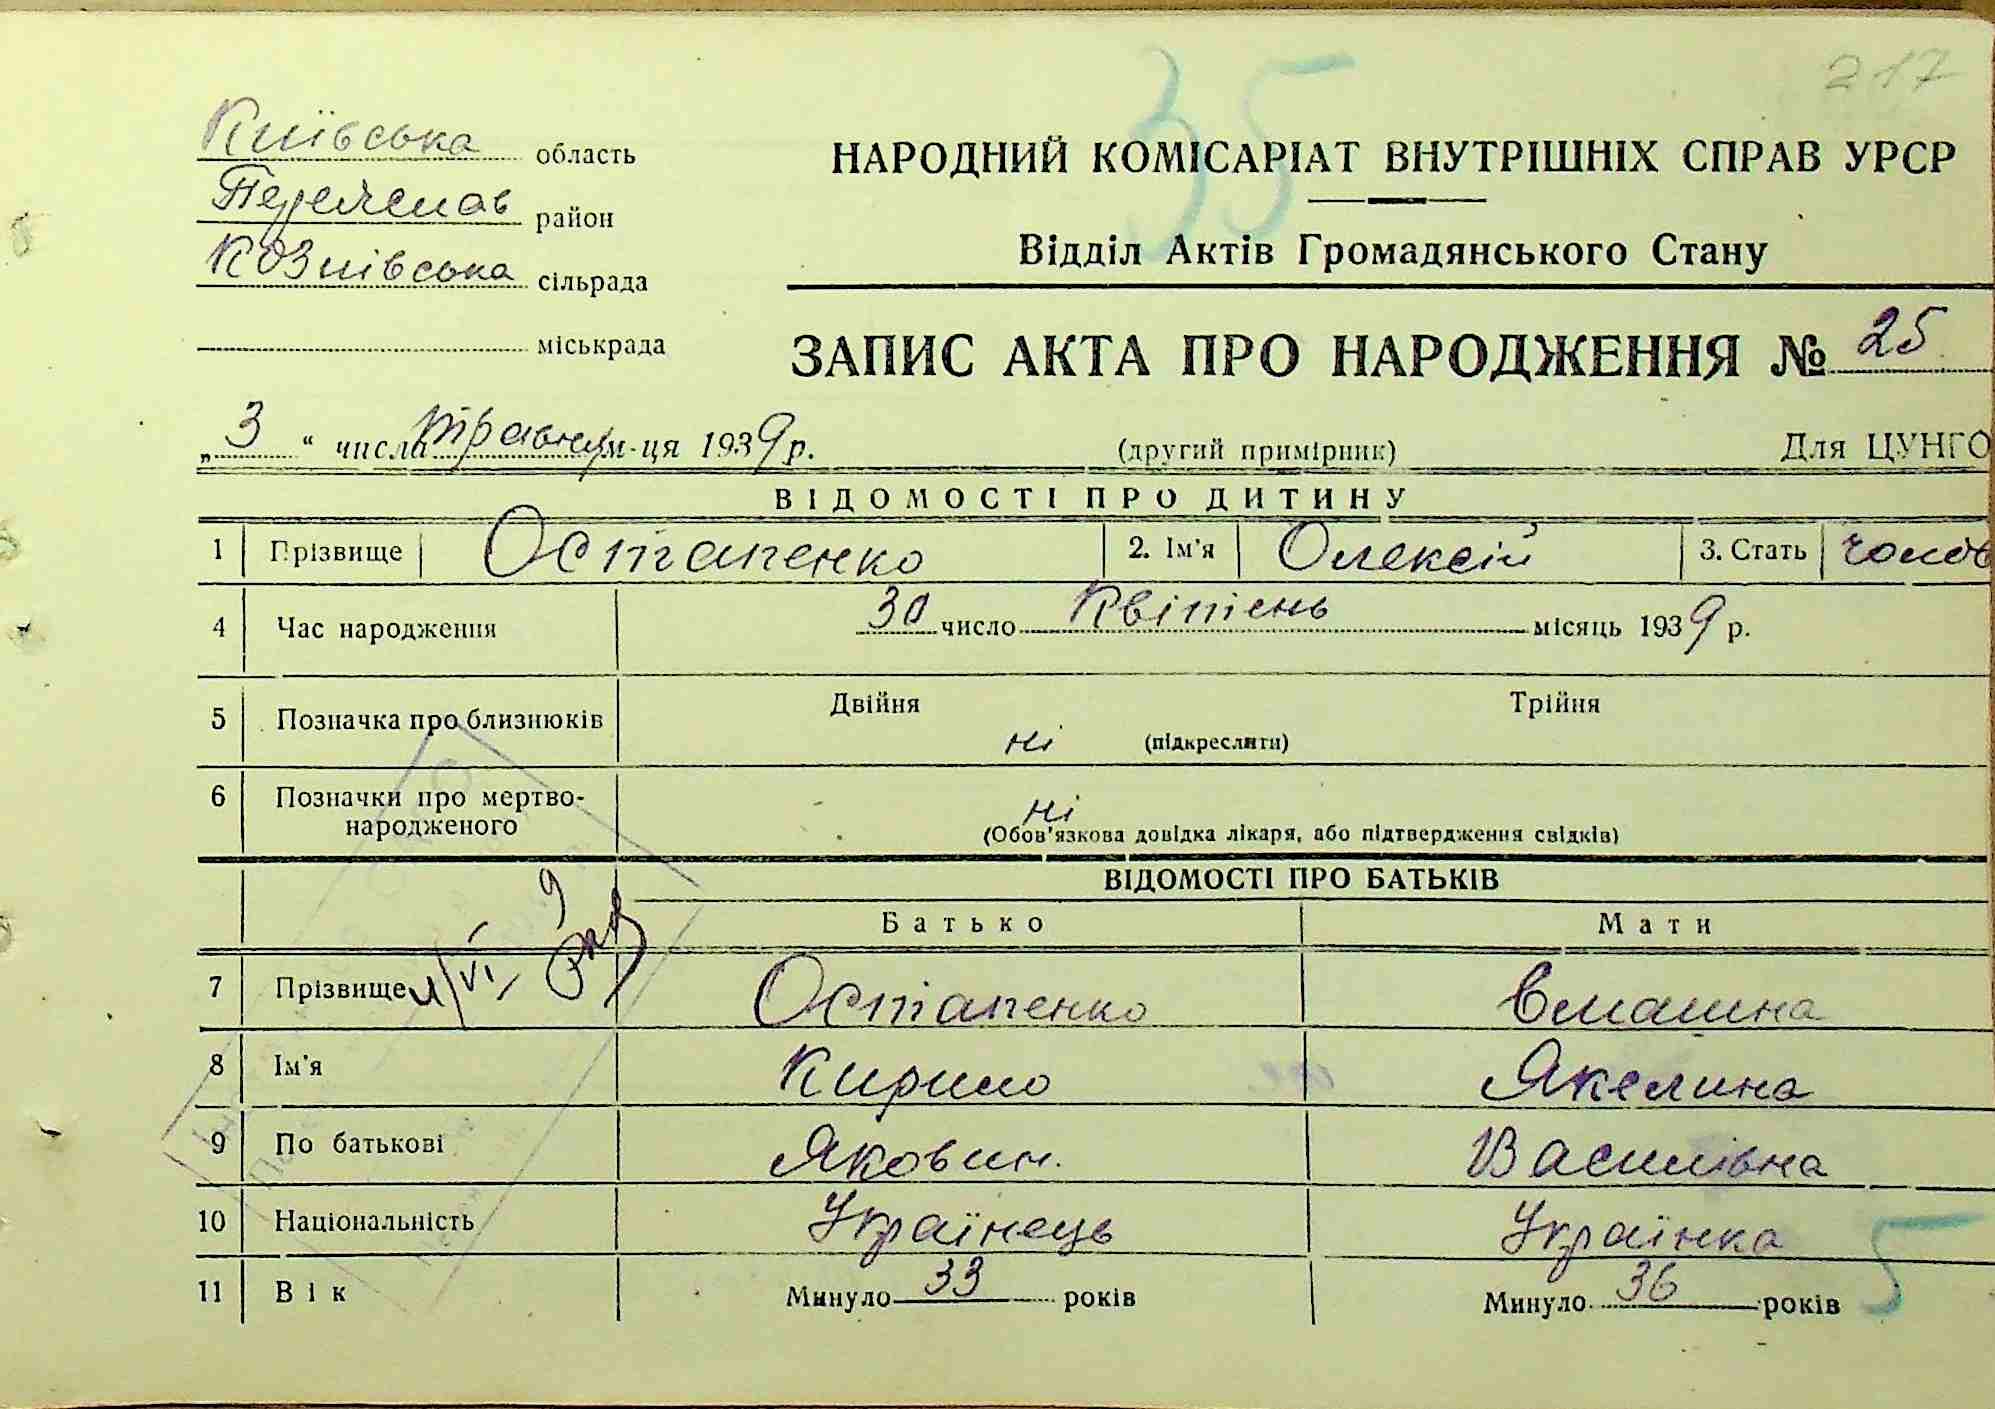 35
217
Київська область
НАРОДНИЙ КОМІСАРІАТ ВНУТРІШНІХ СПРАВ УРСР
Переяслав район
Козлівська сільрада
Відділ Актів Громадянського Стану
міськрада
ЗАПИС АКТА ПРО НАРОДЖЕННЯ № 25
„3“ числа травня м-ця 1939 р. (другий примірник) Для ЦУНГО
ВІДОМОСТІ ПРО ДИТИНУ
1 Прізвище Остапенко 2. Ім'я Олексій 3. Стать чолов
4 Час народження 30 число Квітень місяць 1939 р.
5 Позначка про близнюків Двійня Трійня
ні (підкреслити)
6 Позначки про мертво-
народженого ні
(Обов'язкова довідка лікаря, або підтвердження свідків)
ВІДОМОСТІ ПРО БАТЬКІВ
Батько Мати
7 Прізвище Остапенко
8 Ім'я Кирило Якелина
9 По батькові Якович Василівна
10 Національність Українець Українка
5
11 Вік Минуло 33 років Минуло 36 років